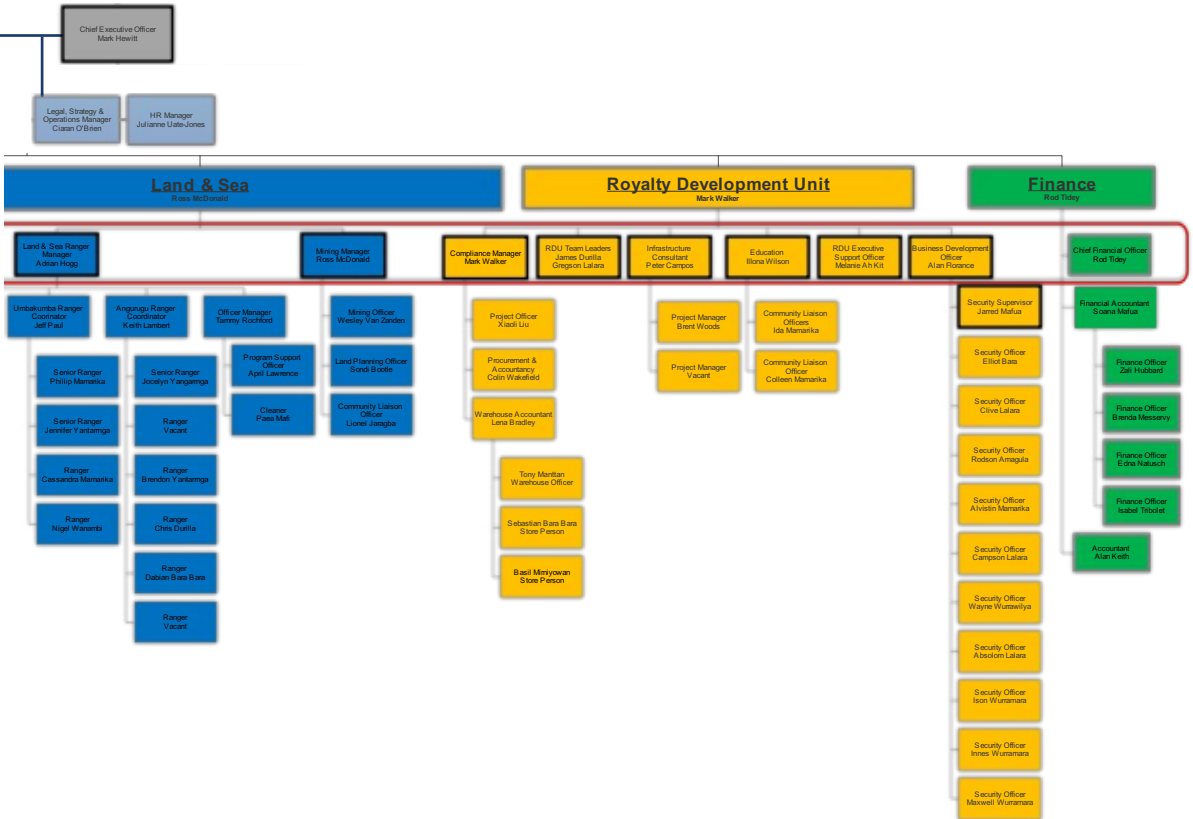 Chief Executive Officer
Mark Hewitt
Legal, Strategy &
Operations Manager
Ciaran O'Brien
HR Manager
Julianne Uate-Jones
Land & Sea
Ross McDonald
Royalty Development Unit
Mark Walker
Finance
Rod Tidey
Land & Sea Ranger
Manager
Adrian Hogg
Mining Manager
Ross McDonald
Compliance Manager
Mark Walker
RDU Team Leaders
James Durilla
Gregson Lalara
Infrastructure
Consultant
Peter Campos
Education
Illona Wilson
RDU Executive
Support Officer
Melanie Ah Kit
Business Development
Officer
Alan Florance
Chief Financial Officer
Rod Tidey
Umbakumba Ranger
Coorinator
Jeff Paul
Angurugu Ranger
Coordinator
Keith Lambert
Officer Manager
Tammy Rochford
Mining Officer
Wesley Van Zanden
Project Officer
Xiaoli Liu
Project Manager
Brent Woods
Community Liaison
Officers
Ida Mamarika
Security Supervisor
Jarred Mafua
Financial Accountant
Soana Mafua
Senior Ranger
Phillip Mamarika
Senior Ranger
Jocelyn Yangarnga
Program Support
Officer
April Lawrence
Land Planning Officer
Sondi Bootle
Procurement &
Accountancy
Colin Wakefield
Project Manager
Vacant
Community Liaison
Officer
Colleen Mamarika
Security Officer
Elliot Bara
Finance Officer
Zali Hubbard
Senior Ranger
Jennifer Yantarnga
Ranger
Vacant
Cleaner
Paea Mafi
Community Liaison
Officer
Lionel Jaragba
Warehouse Accountant
Lena Bradley
Security Officer
Clive Lalara
Finance Officer
Brenda Messervy
Ranger
Cassandra Mamarika
Ranger
Brendon Yantarnga
Tony Mantlan
Warehouse Officer
Security Officer
Rodson Amagula
Finance Officer
Edna Natusch
Ranger
Nigel Wanambi
Ranger
Chris Durilla
Sebastian Bara Bara
Store Person
Security Officer
Alvistin Mamarika
Finance Officer
Isabel Tribolet
Ranger
Dabian Bara Bara
Basil Mimiyowan
Store Person
Security Officer
Campson Lalara
Accountant
Alan Keith
Ranger
Vacant
Security Officer
Wayne Wurrawilya
Security Officer
Absolom Lalara
Security Officer
Ison Wurramara
Security Officer
Innes Wurramara
Security Officer
Maxwell Wurramara